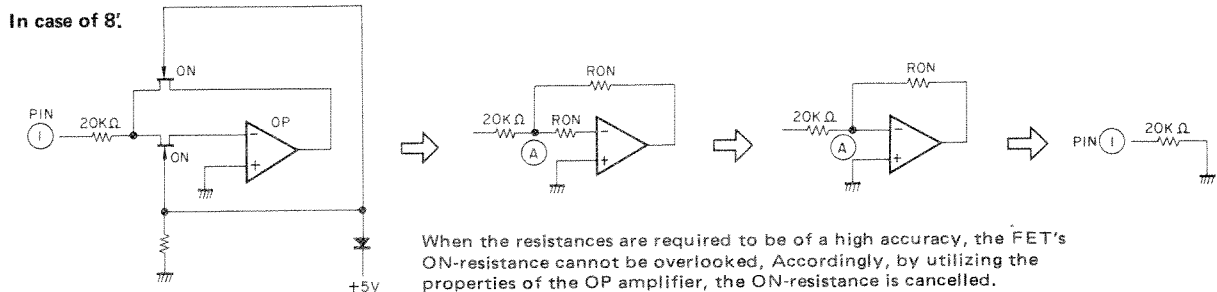 In case of 8'.
ON
PIN
1
20KΩ
OP
-
+
ON
+5V
RON
20KΩ
RON
A
-
+
RON
20KΩ
A
-
+
PIN 1
20KΩ
When the resistances are required to be of a high accuracy, the FET's
ON-resistance cannot be overlooked, Accordingly, by utilizing the
properties of the OP amplifier, the ON-resistance is cancelled.